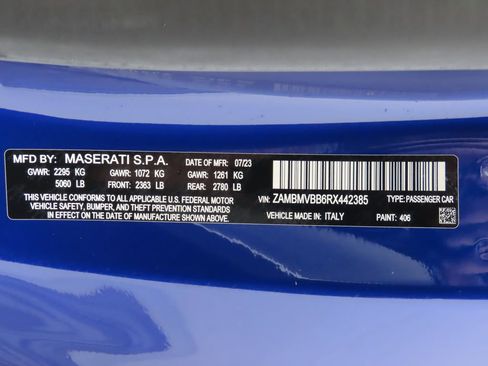 MFD BY: MASERATI S.P.A. DATE OF MFR: 07/23
GVWR: 2295 KG GAWR: 1072 KG GAWR: 1261 KG
5060 LB FRONT: 2363 LB REAR: 2780 LB
THIS VEHICLE CONFORMS TO ALL APPLICABLE U.S. FEDERAL MOTOR
VEHICLE SAFETY, BUMPER, AND THEFT PREVENTION STANDARDS IN
EFFECT ON THE DATE OF MANUFACTURE SHOWN ABOVE.
VIN: ZAMBMVBB6RX442385 TYPE: PASSENGER CAR
MADE IN: ITALY PAINT: 406